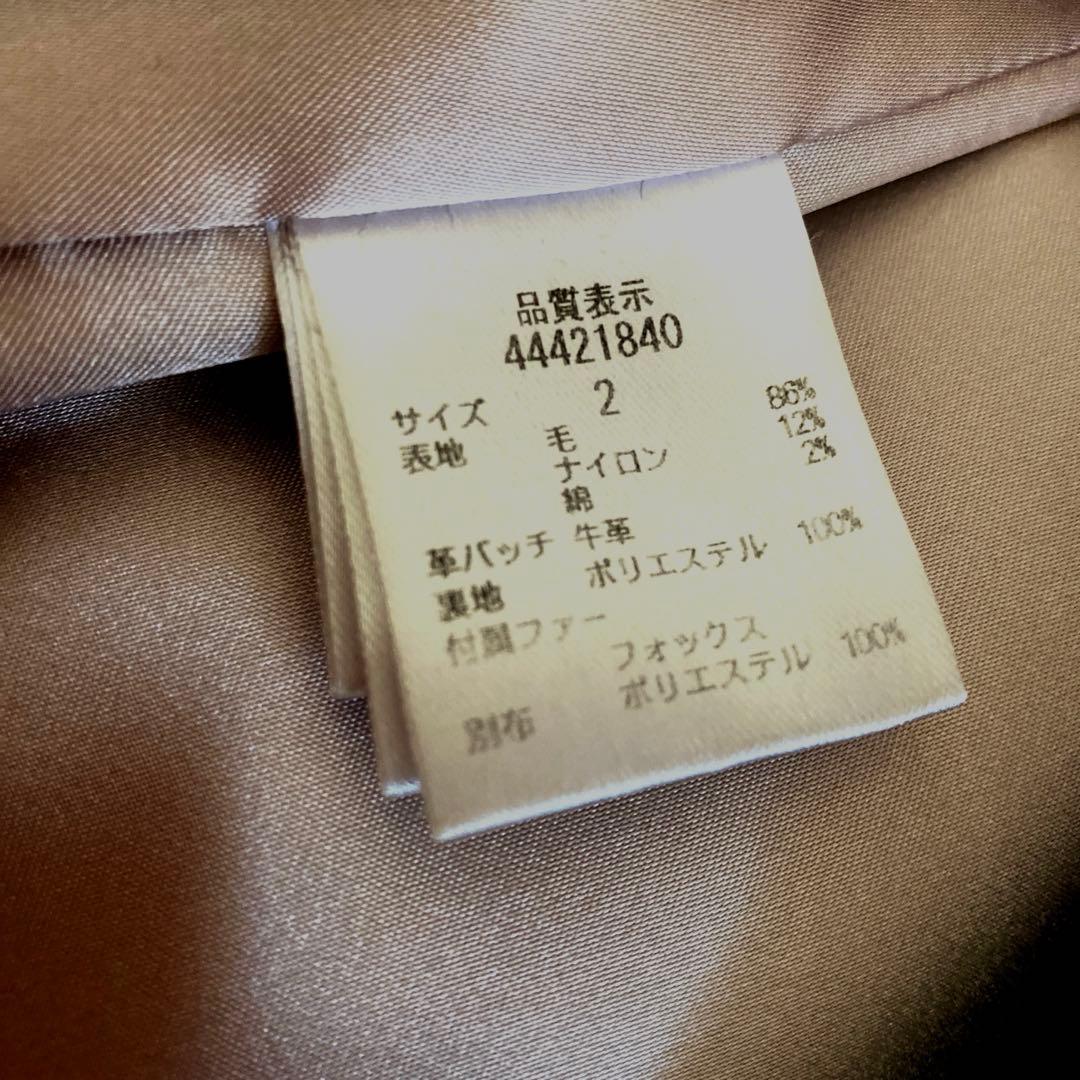 品質表示
44421840
サイズ 2
表地 毛 86%
ナイロン 12%
綿 2%
革パッチ 牛革
裏地 ポリエステル 100%
付属ファー
フォックス
別布 ポリエステル 100%